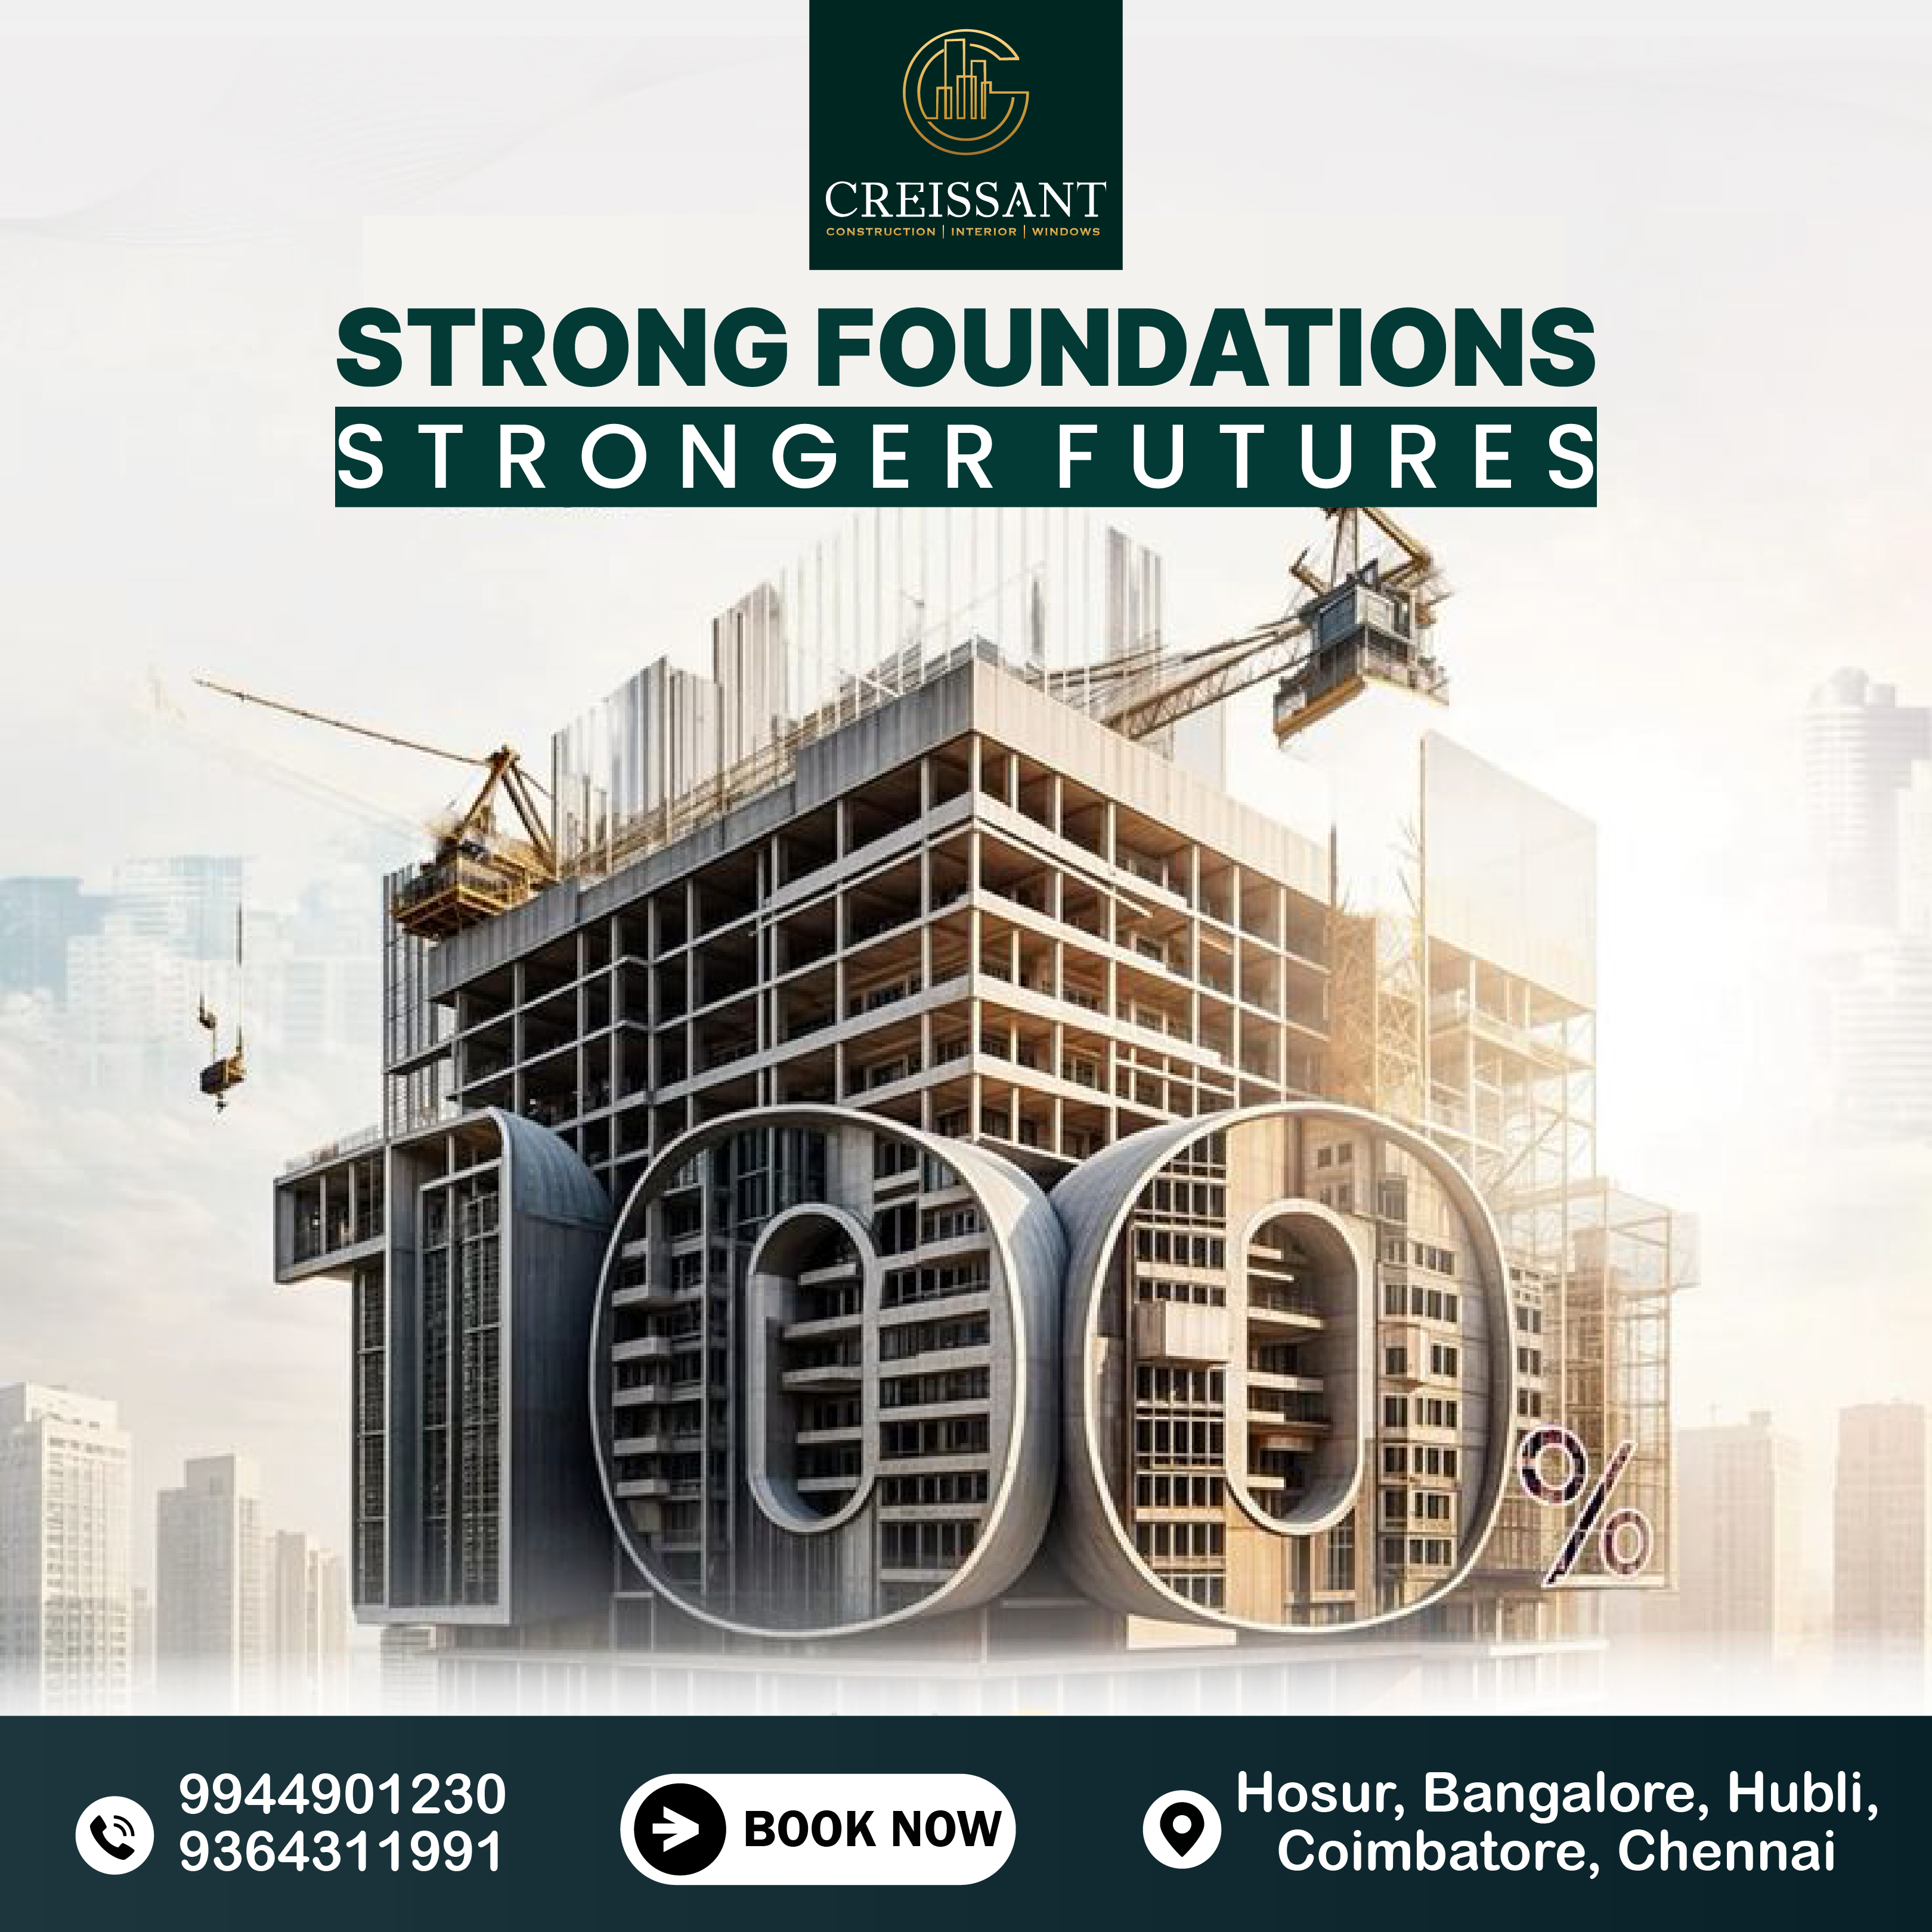 CREISSANT
CONSTRUCTION | INTERIOR | WINDOWS
STRONG FOUNDATIONS
STRONGER FUTURES
100%
9944901230
9364311991
BOOK NOW
Hosur, Bangalore, Hubli,
Coimbatore, Chennai